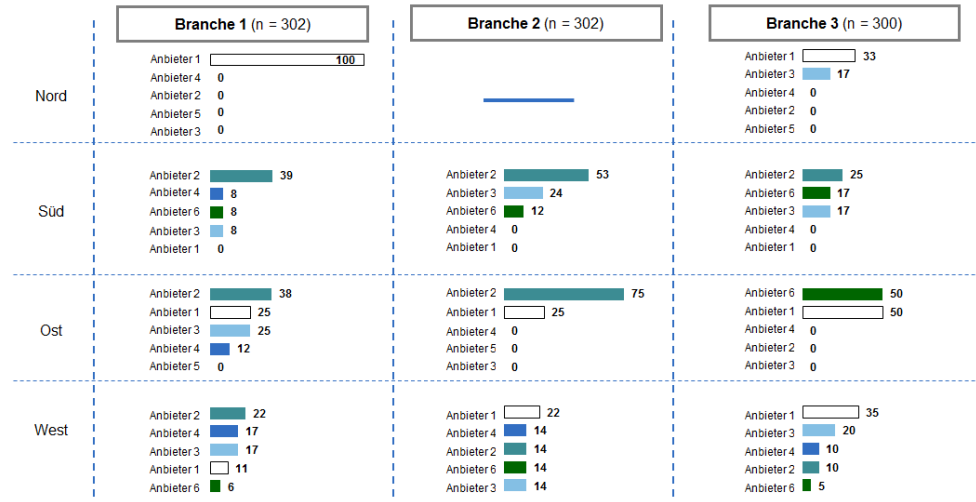 Branche 1 (n = 302)
Branche 2 (n = 302)
Branche 3 (n = 300)
Nord
Anbieter 1 100
Anbieter 4 0
Anbieter 2 0
Anbieter 5 0
Anbieter 3 0
Anbieter 1 33
Anbieter 3 17
Anbieter 4 0
Anbieter 2 0
Anbieter 5 0
Süd
Anbieter 2 39
Anbieter 4 8
Anbieter 6 8
Anbieter 3 8
Anbieter 1 0
Anbieter 2 53
Anbieter 3 24
Anbieter 6 12
Anbieter 4 0
Anbieter 1 0
Anbieter 2 25
Anbieter 6 17
Anbieter 3 17
Anbieter 4 0
Anbieter 1 0
Ost
Anbieter 2 38
Anbieter 1 25
Anbieter 3 25
Anbieter 4 12
Anbieter 5 0
Anbieter 2 75
Anbieter 1 25
Anbieter 4 0
Anbieter 5 0
Anbieter 3 0
Anbieter 6 50
Anbieter 1 50
Anbieter 4 0
Anbieter 2 0
Anbieter 3 0
West
Anbieter 2 22
Anbieter 4 17
Anbieter 3 17
Anbieter 1 11
Anbieter 6 6
Anbieter 1 22
Anbieter 4 14
Anbieter 2 14
Anbieter 6 14
Anbieter 3 14
Anbieter 1 35
Anbieter 3 20
Anbieter 4 10
Anbieter 2 10
Anbieter 6 5